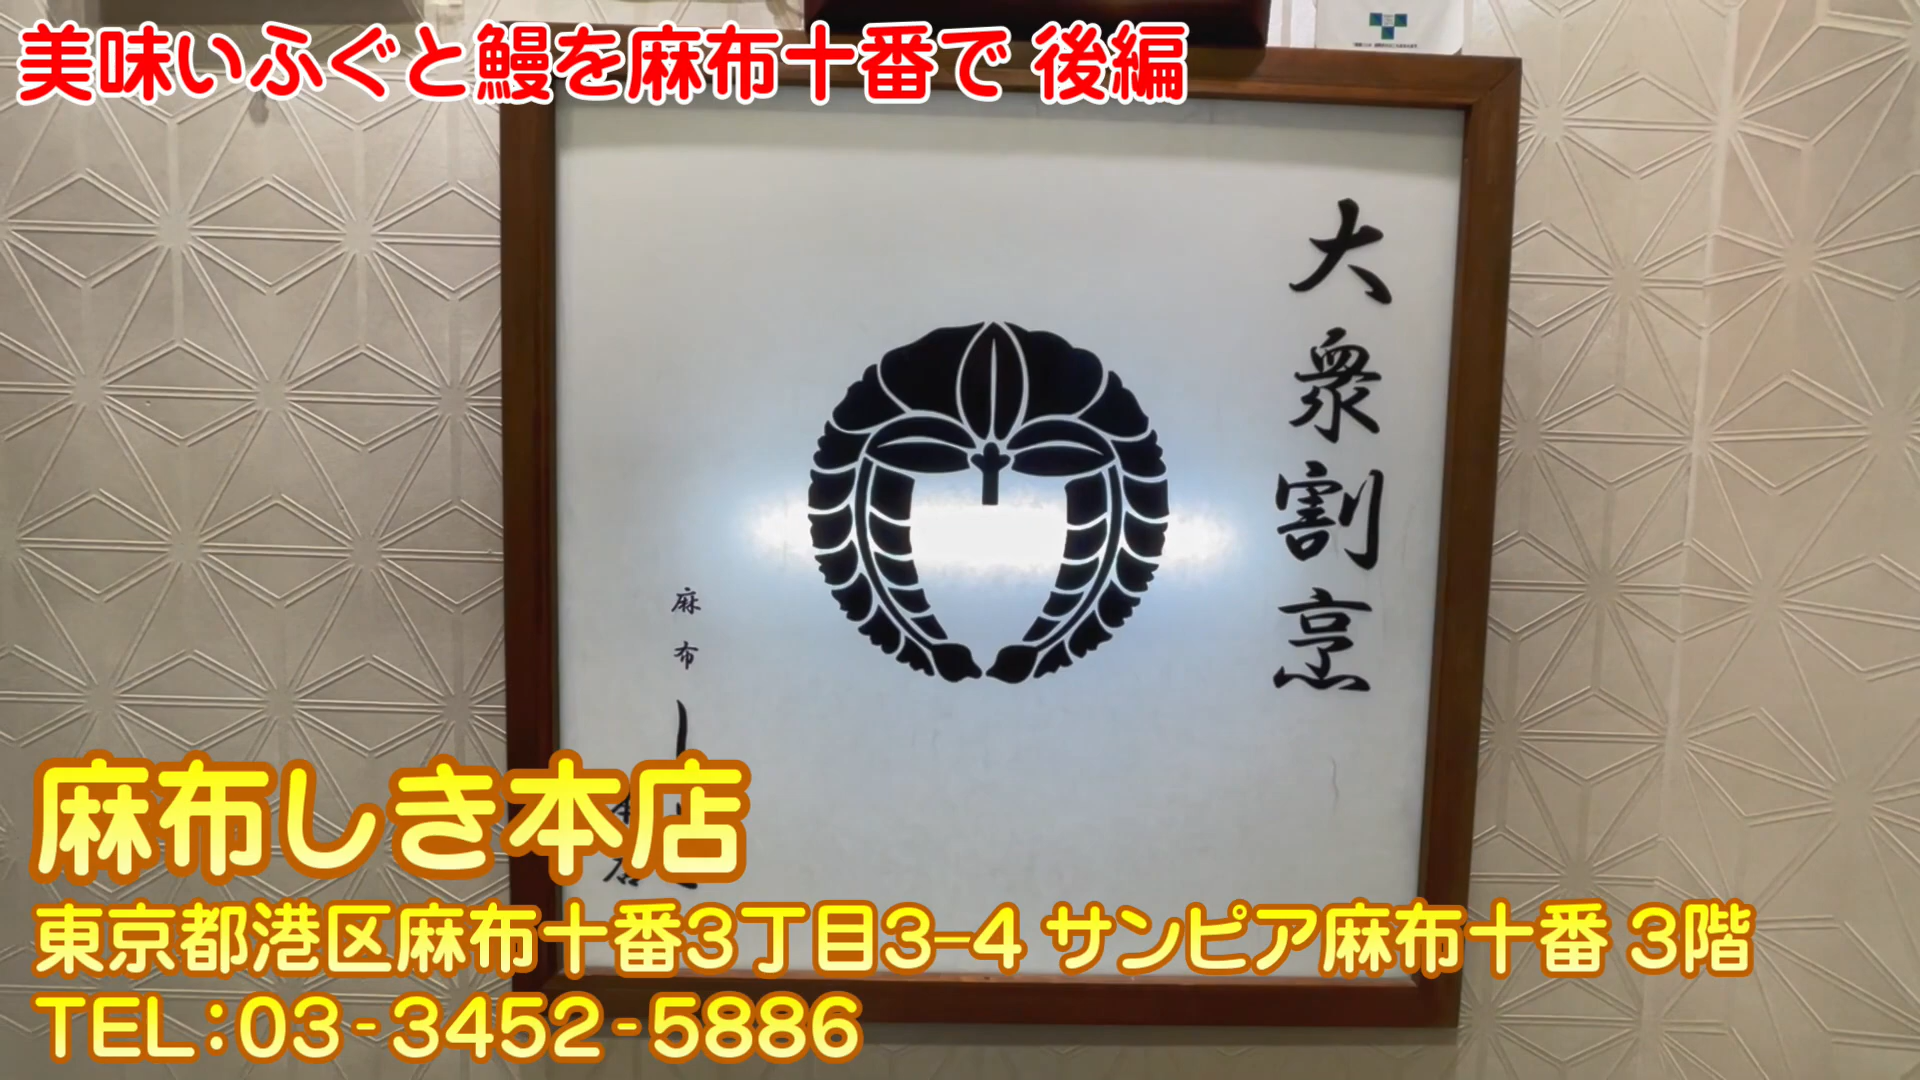 美味いふぐと鰻を麻布十番で 後編
大衆割烹
麻布 し
麻布しき本店
東京都港区麻布十番3丁目3-4 サンピア麻布十番 3階
TEL:03-3452-5886